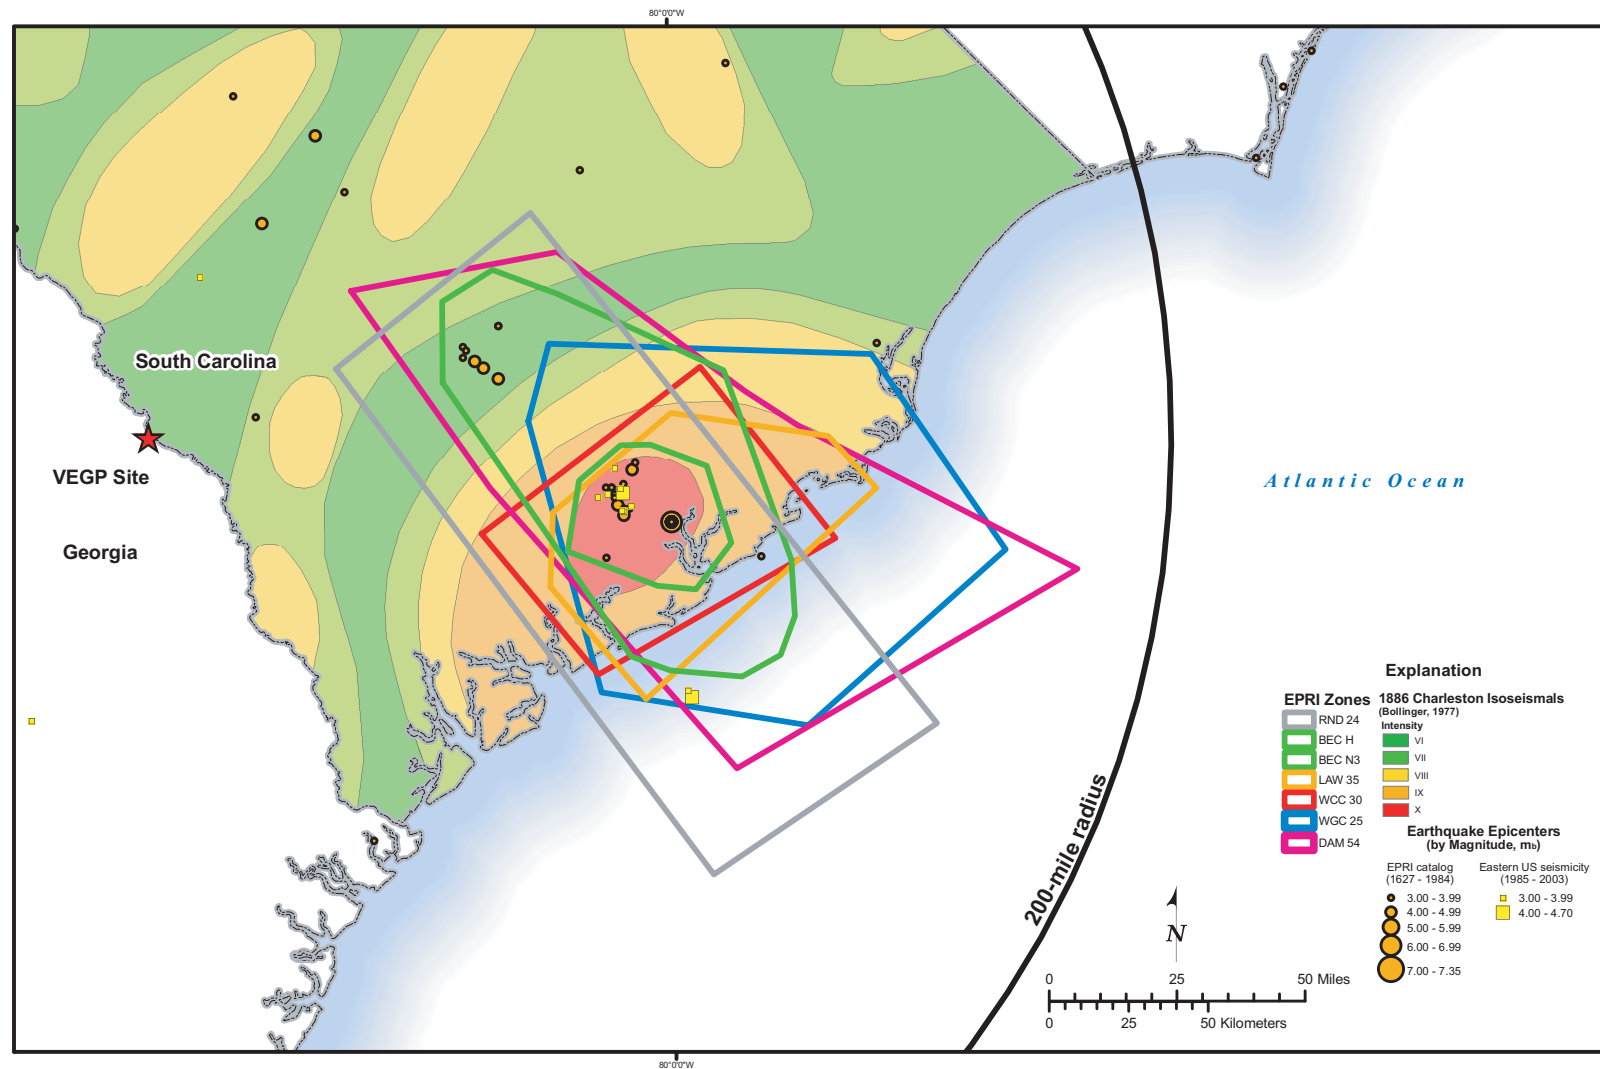 80°0'0"W
South Carolina
VEGP Site
Georgia
Atlantic Ocean
200-mile radius
N
0 25 50 Miles
0 25 50 Kilometers
Explanation
EPRI Zones
RND 24
BEC H
BEC N3
LAW 35
WCC 30
WGC 25
DAM 54
1886 Charleston Isoseismals
(Bollinger, 1977)
Intensity
VI
VII
VIII
IX
X
Earthquake Epicenters
(by Magnitude, mb)
EPRI catalog
(1627 - 1984)
3.00 - 3.99
4.00 - 4.99
5.00 - 5.99
6.00 - 6.99
7.00 - 7.35
Eastern US seismicity
(1985 - 2003)
3.00 - 3.99
4.00 - 4.70
80°0'0"W